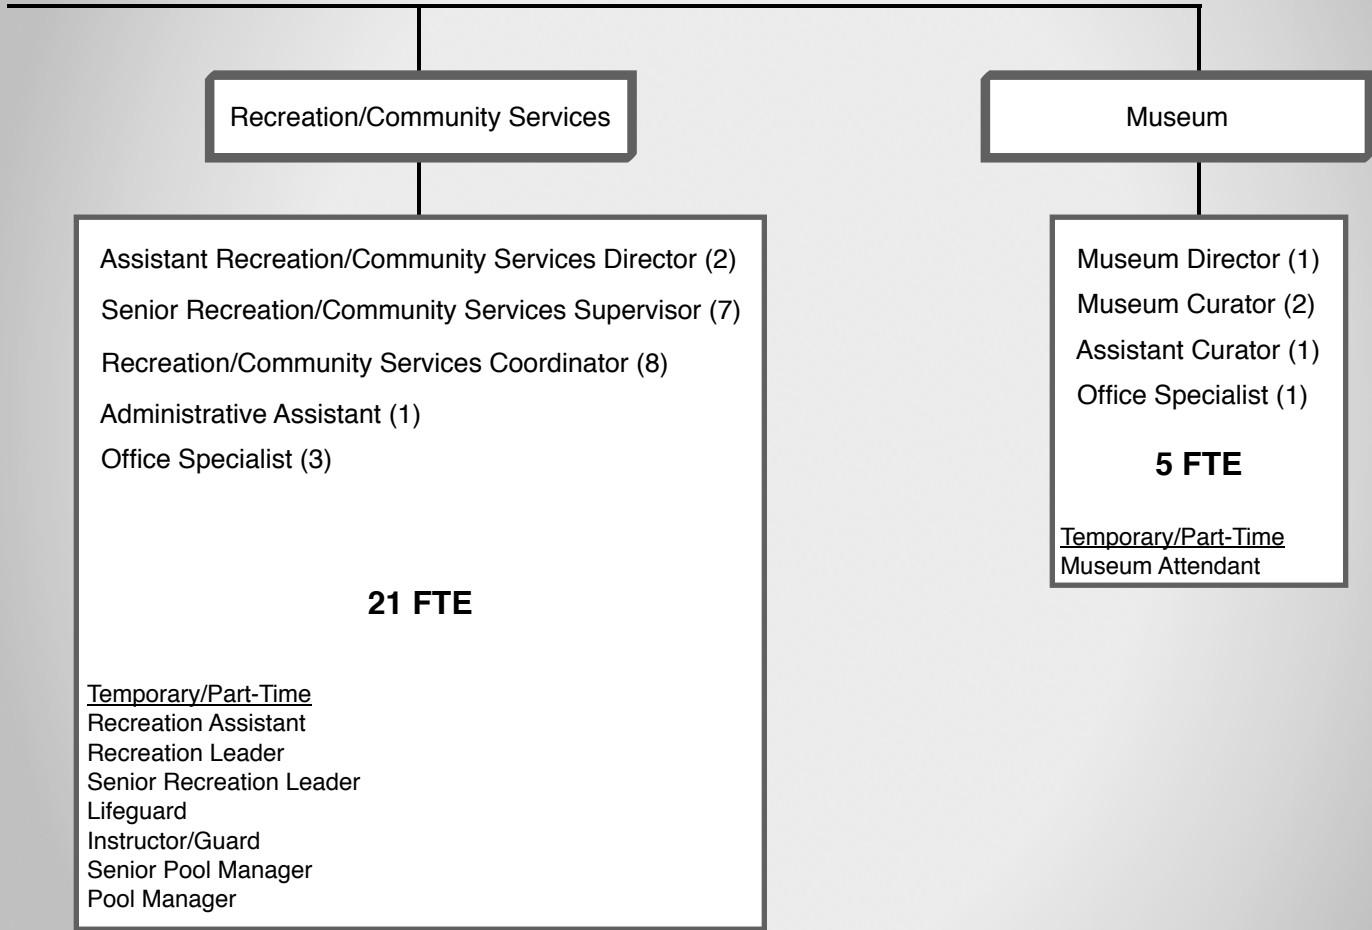 Recreation/Community Services
Assistant Recreation/Community Services Director (2)
Senior Recreation/Community Services Supervisor (7)
Recreation/Community Services Coordinator (8)
Administrative Assistant (1)
Office Specialist (3)
21 FTE
Temporary/Part-Time
Recreation Assistant
Recreation Leader
Senior Recreation Leader
Lifeguard
Instructor/Guard
Senior Pool Manager
Pool Manager
Museum
Museum Director (1)
Museum Curator (2)
Assistant Curator (1)
Office Specialist (1)
5 FTE
Temporary/Part-Time
Museum Attendant